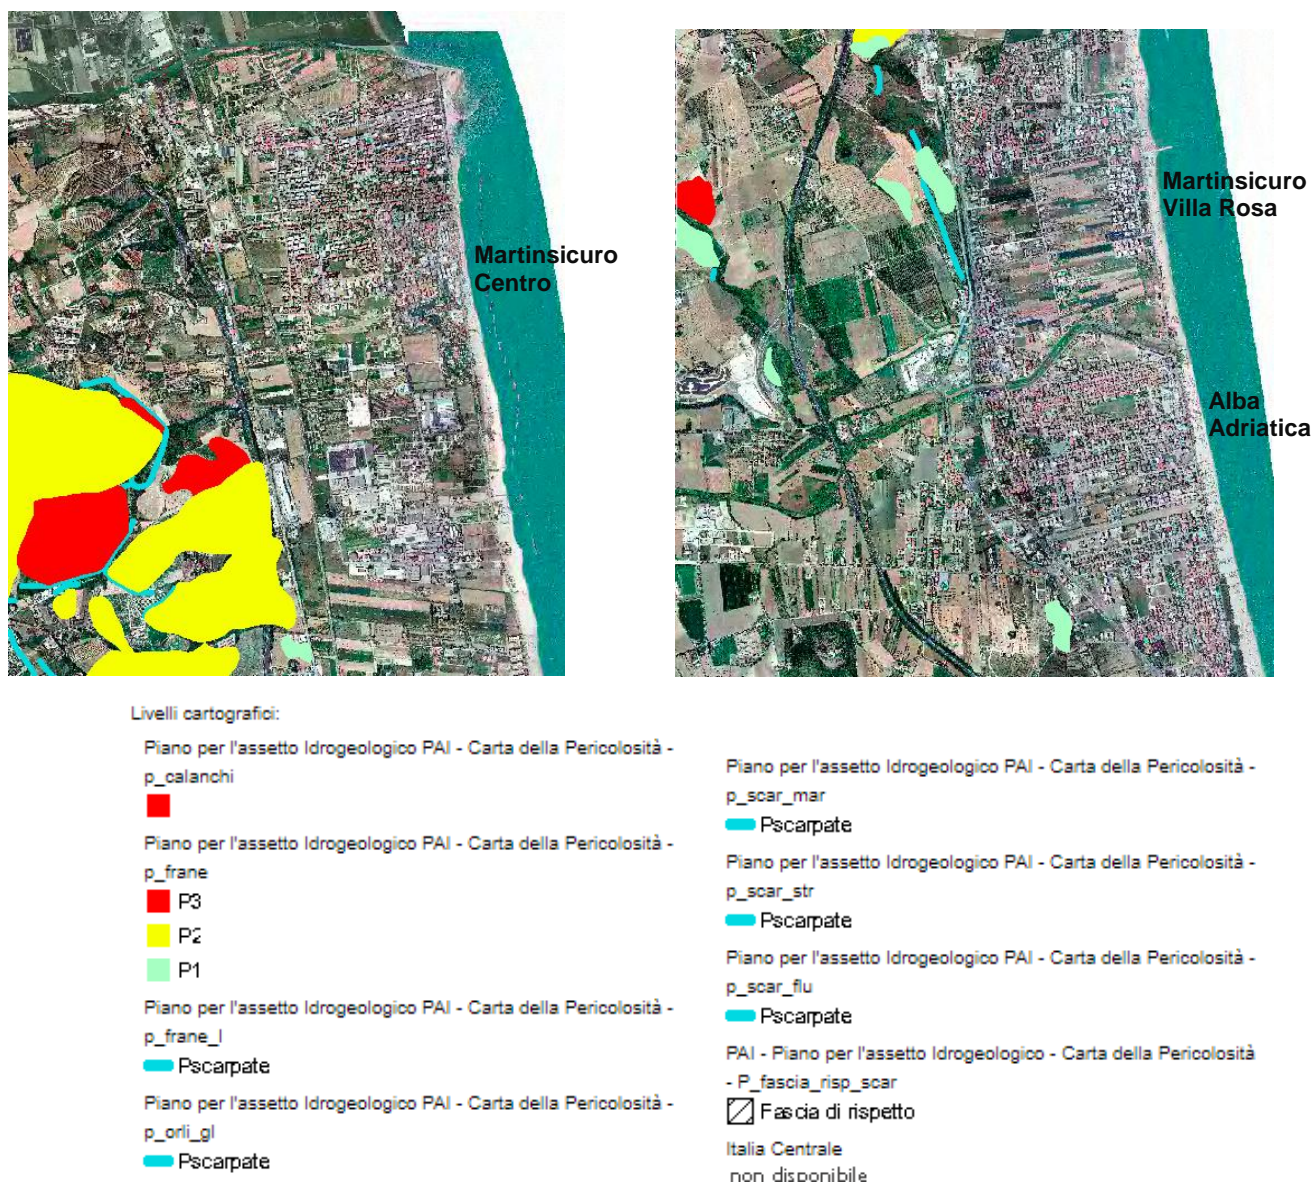 Martinsicuro
Centro
Martinsicuro
Villa Rosa
Alba
Adriatica
Livelli cartografici:
Piano per l'assetto Idrogeologico PAI - Carta della Pericolosità -
p_calanchi
Piano per l'assetto Idrogeologico PAI - Carta della Pericolosità -
p_frane
P3
P2
P1
Piano per l'assetto Idrogeologico PAI - Carta della Pericolosità -
p_frane_l
Pscarpate
Piano per l'assetto Idrogeologico PAI - Carta della Pericolosità -
p_orli_gl
Pscarpate
Piano per l'assetto Idrogeologico PAI - Carta della Pericolosità -
p_scar_mar
Pscarpate
Piano per l'assetto Idrogeologico PAI - Carta della Pericolosità -
p_scar_str
Pscarpate
Piano per l'assetto Idrogeologico PAI - Carta della Pericolosità -
p_scar_flu
Pscarpate
PAI - Piano per l'assetto Idrogeologico - Carta della Pericolosità
- P_fascia_risp_scar
Fascia di rispetto
Italia Centrale
non disponibile